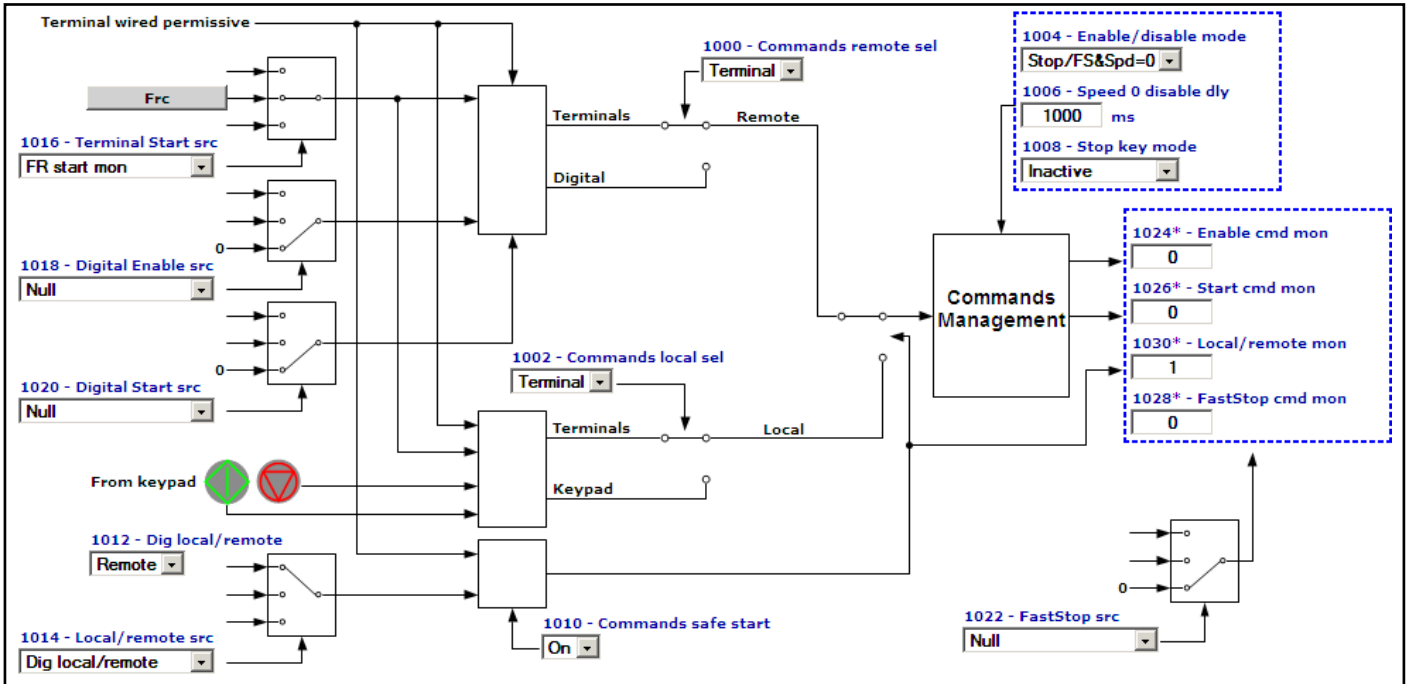 Terminal wired permissive
Frc
1016 - Terminal Start src
FR start mon
0
1018 - Digital Enable src
Null
0
1020 - Digital Start src
Null
From keypad
1012 - Dig local/remote
Remote
1014 - Local/remote src
Dig local/remote
1000 - Commands remote sel
Terminal
Terminals
Remote
Digital
1002 - Commands local sel
Terminal
Terminals
Local
Keypad
1010 - Commands safe start
On
Commands
Management
1004 - Enable/disable mode
Stop/FS&Spd=0
1006 - Speed 0 disable dly
1000 ms
1008 - Stop key mode
Inactive
1024* - Enable cmd mon
0
1026* - Start cmd mon
0
1030* - Local/remote mon
1
1028* - FastStop cmd mon
0
0
1022 - FastStop src
Null